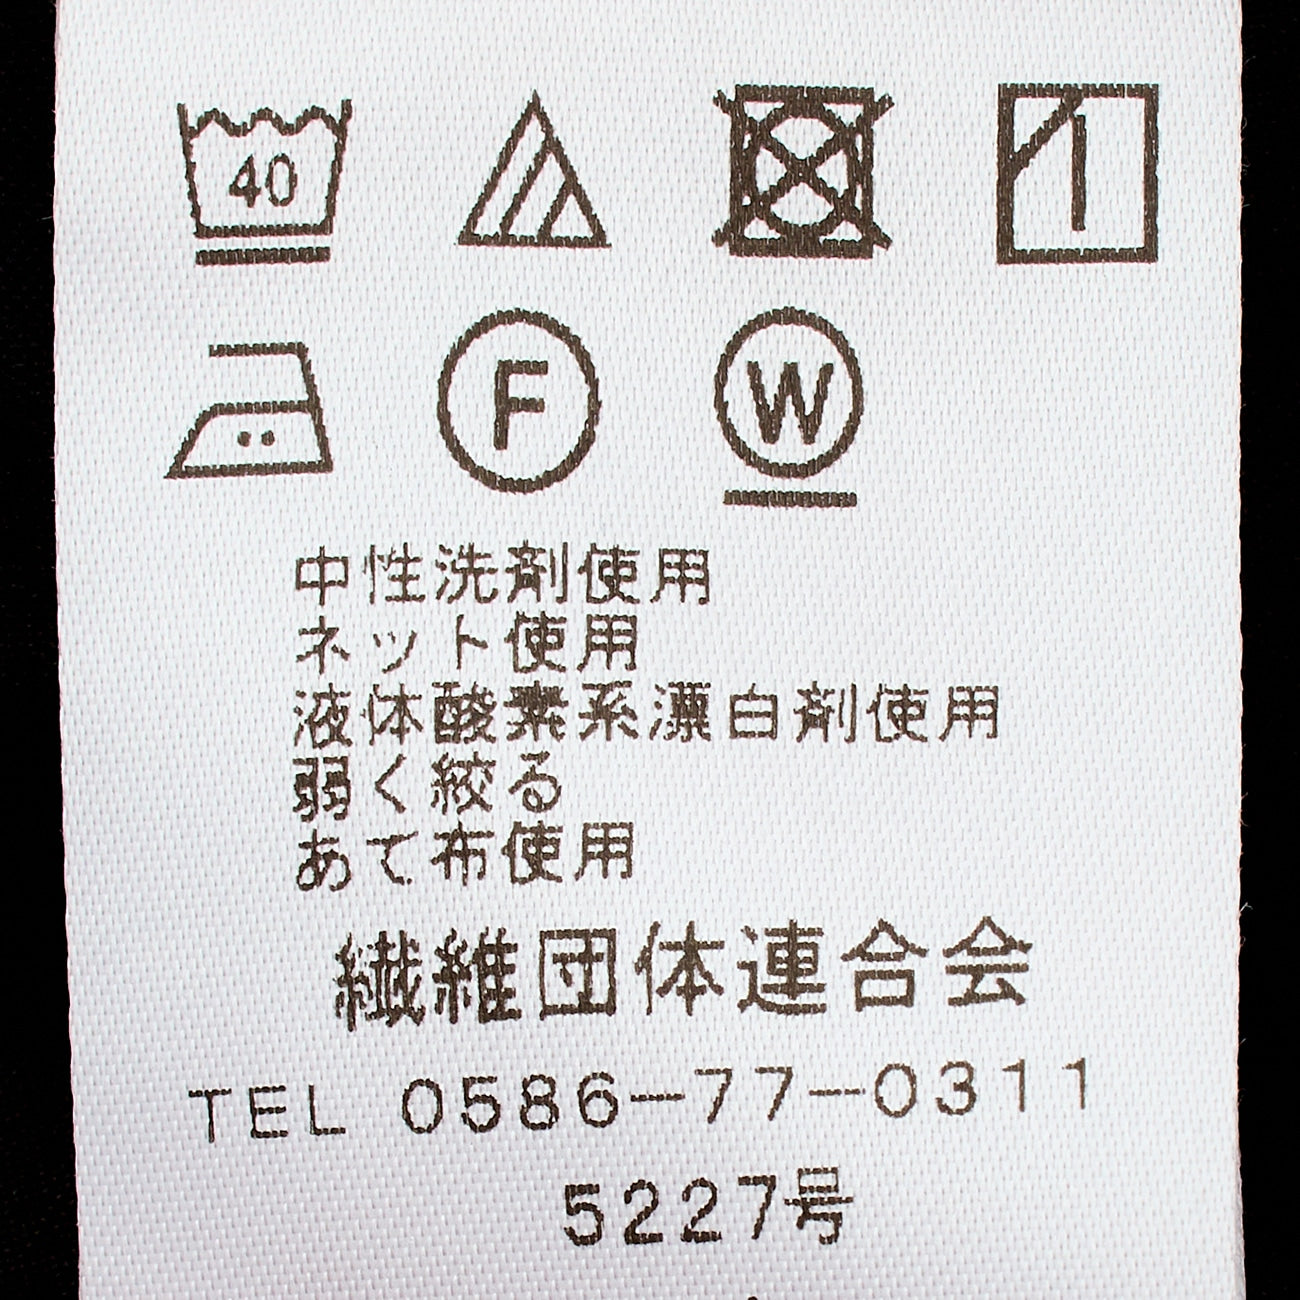 40
F W
中性洗剤使用
ネット使用
液体酸素系漂白剤使用
弱く絞る
あて布使用
繊維団体連合会
TEL 0586-77-0311
5227号